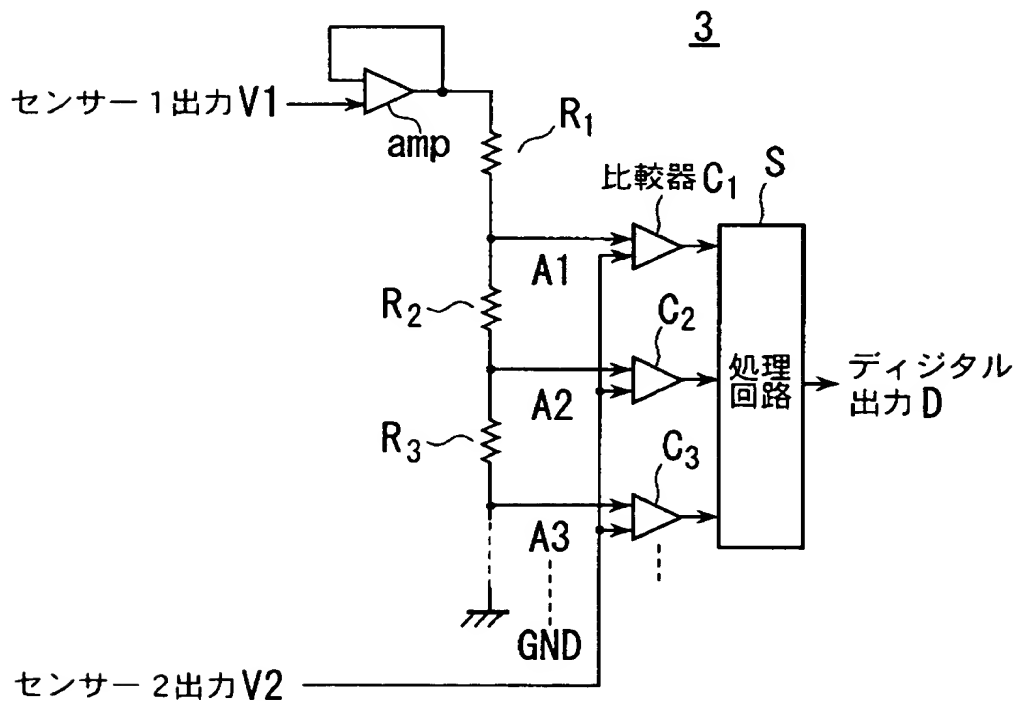 3
センサー1出力V1
amp
R1
比較器C1
S
A1
R2
C2
処理
回路
ディジタル
出力D
A2
R3
C3
A3
GND
センサー2出力V2